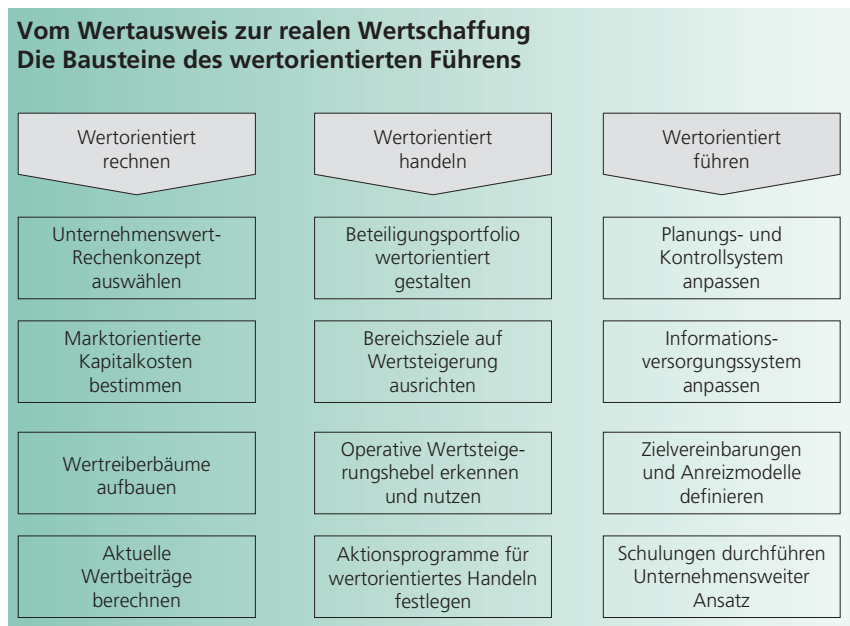 Vom Wertausweis zur realen Wertschaffung
Die Bausteine des wertorientierten Führens
Wertorientiert
rechnen
Unternehmenswert-
Rechenkonzept
auswählen
Marktorientierte
Kapitalkosten
bestimmen
Wertreiberbäume
aufbauen
Aktuelle
Wertbeiträge
berechnen
Wertorientiert
handeln
Beteiligungsportfolio
wertorientiert
gestalten
Bereichsziele auf
Wertsteigerung
ausrichten
Operative Wertsteige-
rungshebel erkennen
und nutzen
Aktionsprogramme für
wertorientiertes Handeln
festlegen
Wertorientiert
führen
Planungs- und
Kontrollsystem
anpassen
Informations-
versorgungssystem
anpassen
Zielvereinbarungen
und Anreizmodelle
definieren
Schulungen durchführen
Unternehmensweiter
Ansatz